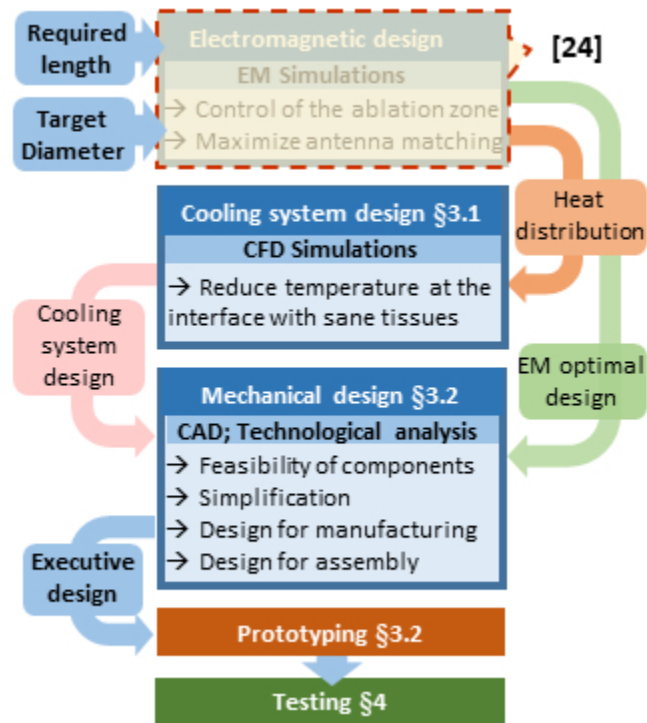 Required
length
Target
Diameter
Electromagnetic design
EM Simulations
→ Control of the ablation zone
→ Maximize antenna matching
[24]
Heat
distribution
Cooling system design §3.1
CFD Simulations
→ Reduce temperature at the
interface with sane tissues
Cooling
system
design
EM optimal
design
Mechanical design §3.2
CAD; Technological analysis
→ Feasibility of components
→ Simplification
→ Design for manufacturing
→ Design for assembly
Executive
design
Prototyping §3.2
Testing §4